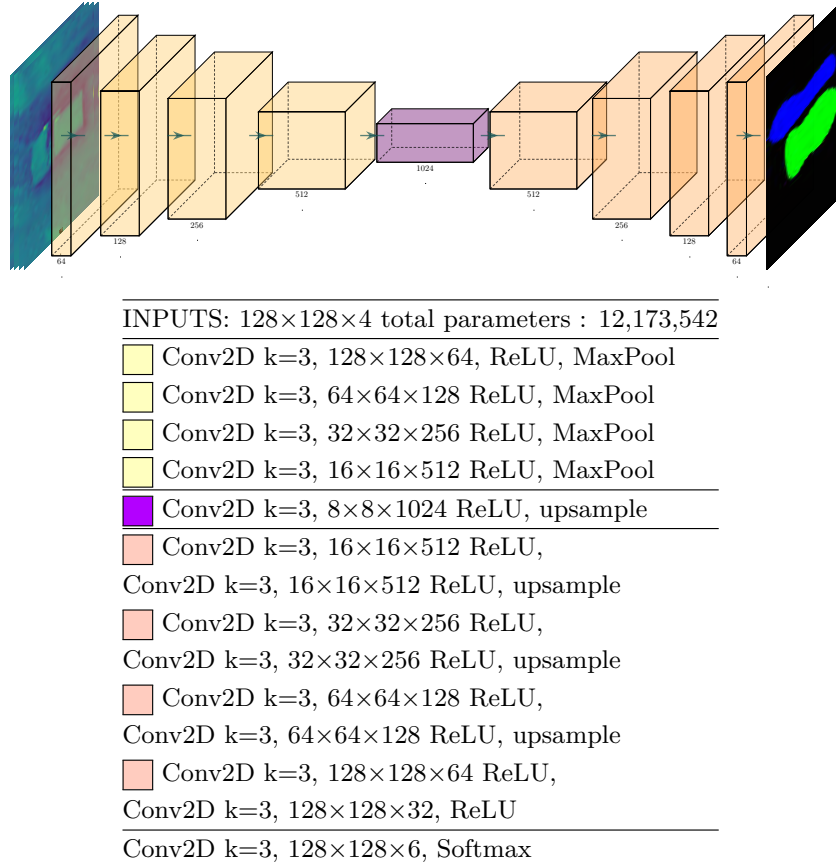 64
128
256
512
1024
512
256
128
64
INPUTS: 128×128×4 total parameters : 12,173,542
Conv2D k=3, 128×128×64, ReLU, MaxPool
Conv2D k=3, 64×64×128 ReLU, MaxPool
Conv2D k=3, 32×32×256 ReLU, MaxPool
Conv2D k=3, 16×16×512 ReLU, MaxPool
Conv2D k=3, 8×8×1024 ReLU, upsample
Conv2D k=3, 16×16×512 ReLU,
Conv2D k=3, 16×16×512 ReLU, upsample
Conv2D k=3, 32×32×256 ReLU,
Conv2D k=3, 32×32×256 ReLU, upsample
Conv2D k=3, 64×64×128 ReLU,
Conv2D k=3, 64×64×128 ReLU, upsample
Conv2D k=3, 128×128×64 ReLU,
Conv2D k=3, 128×128×32, ReLU
Conv2D k=3, 128×128×6, Softmax